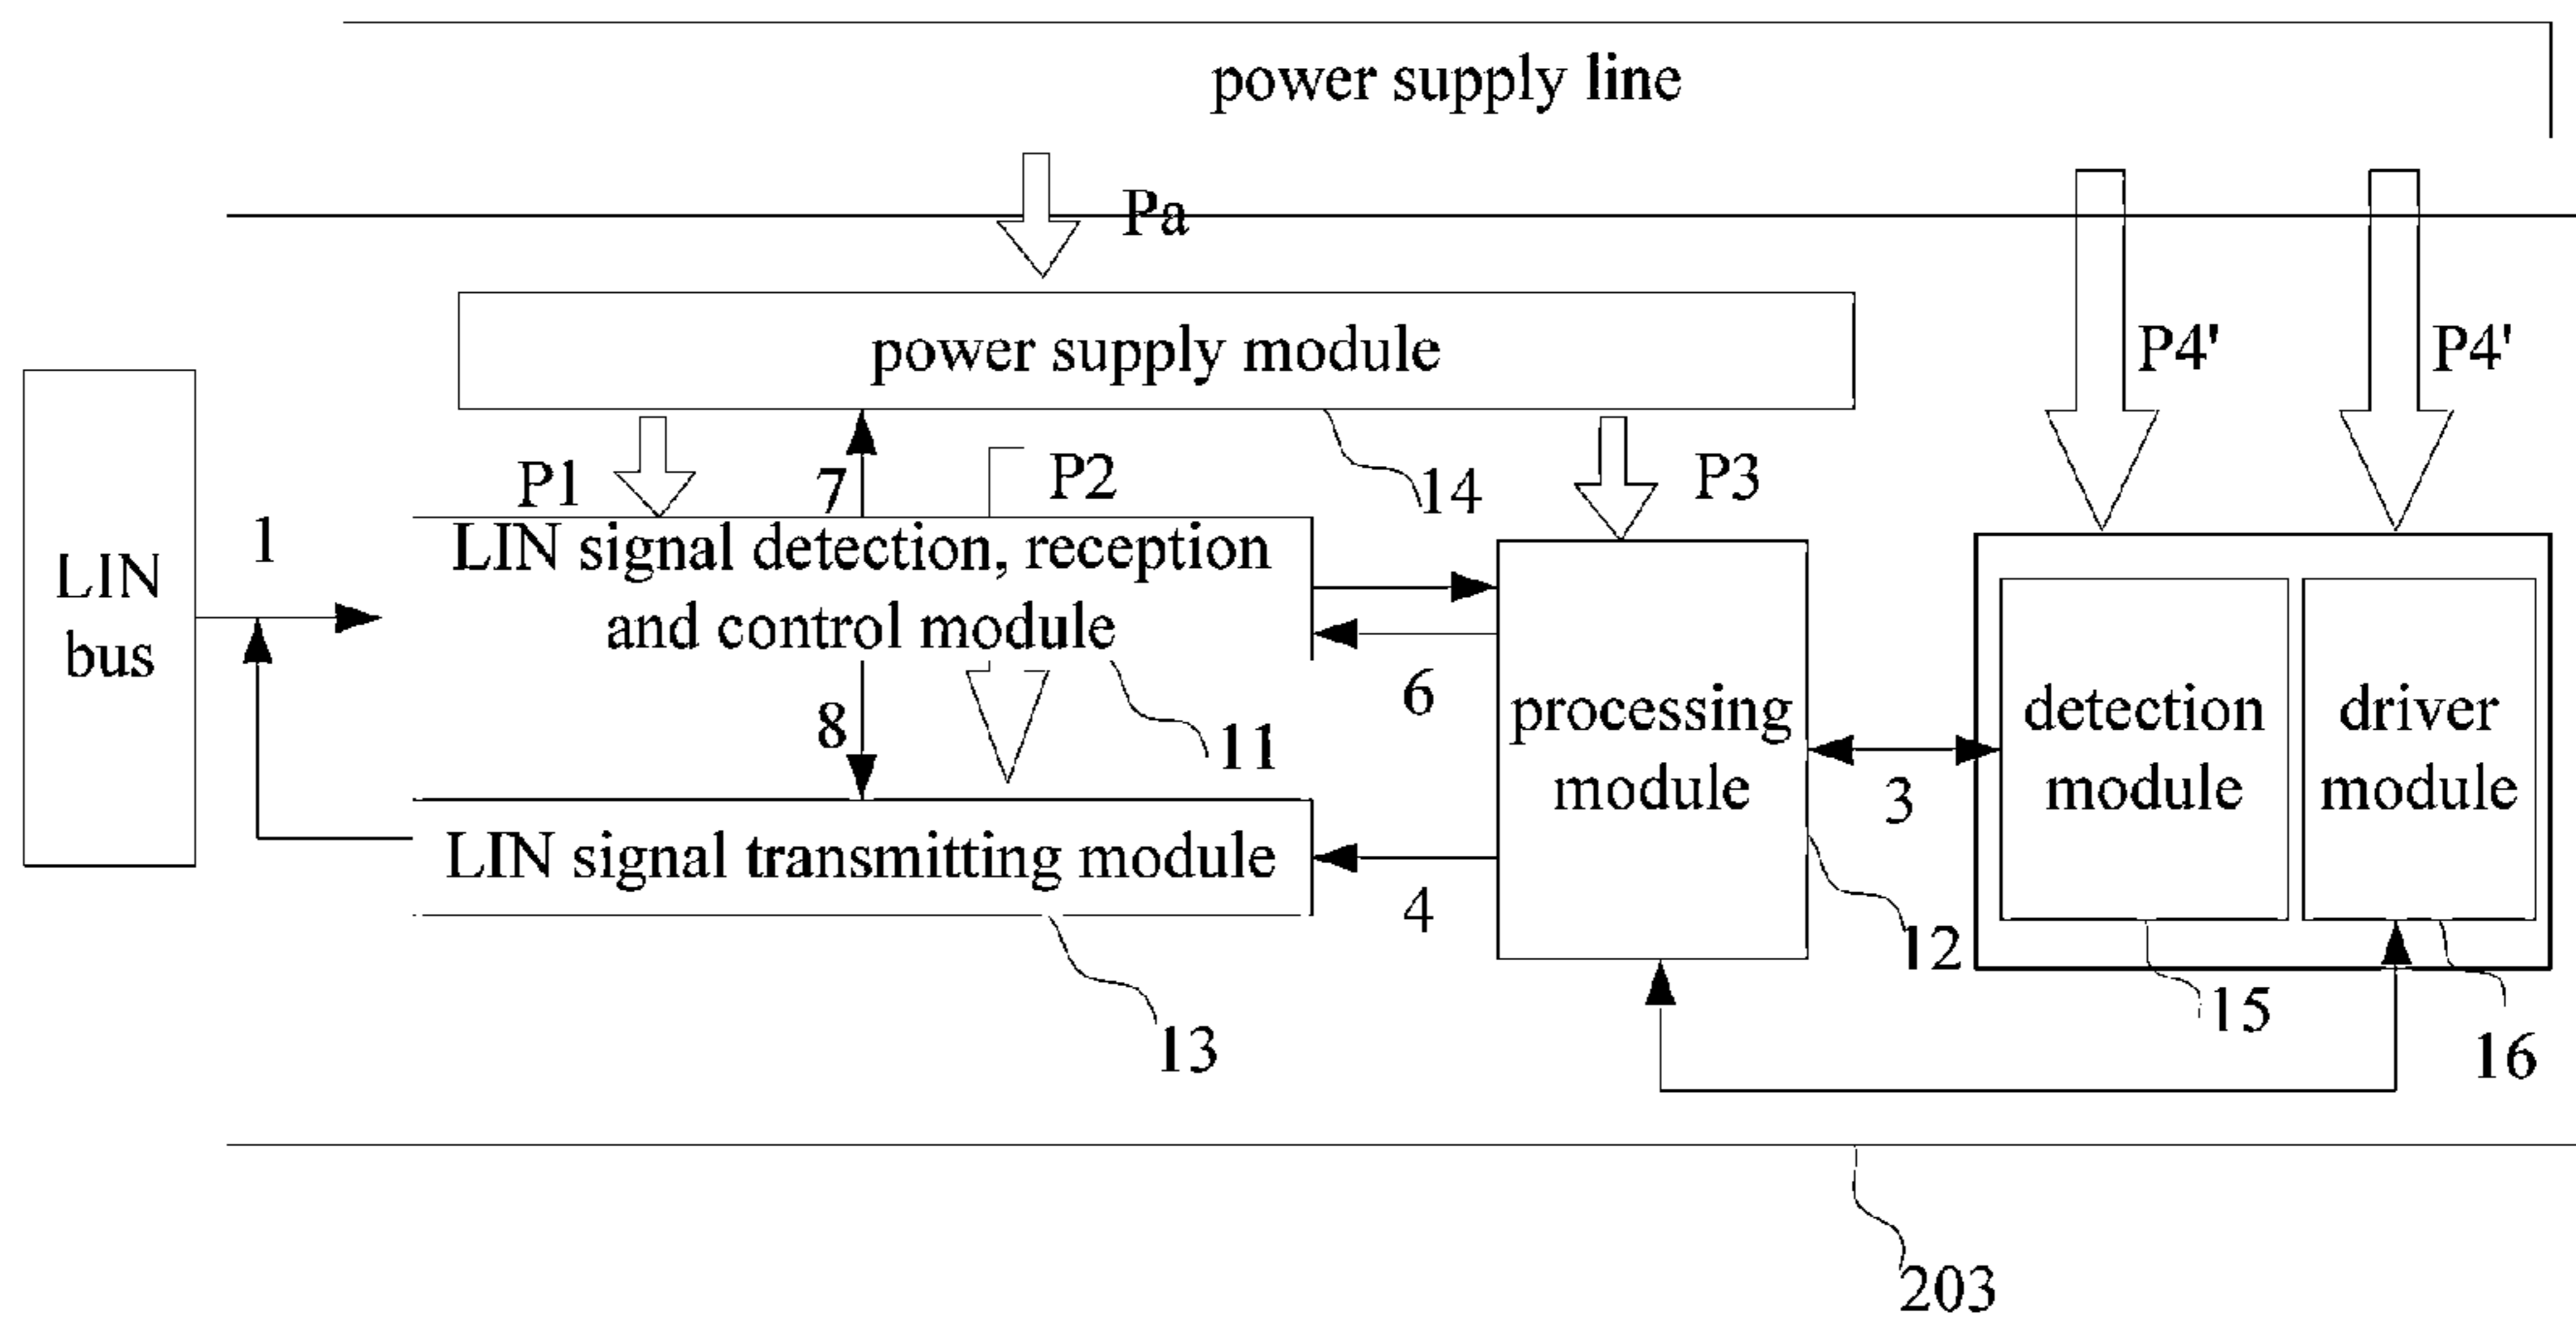 power supply line
Pa
power supply module
P4'
P4'
P1
7
P2
14
P3
1
LIN
bus
LIN signal detection, reception
and control module
6
8
11
processing
module
3
detection
module
driver
module
LIN signal transmitting module
4
12
13
15
16
203